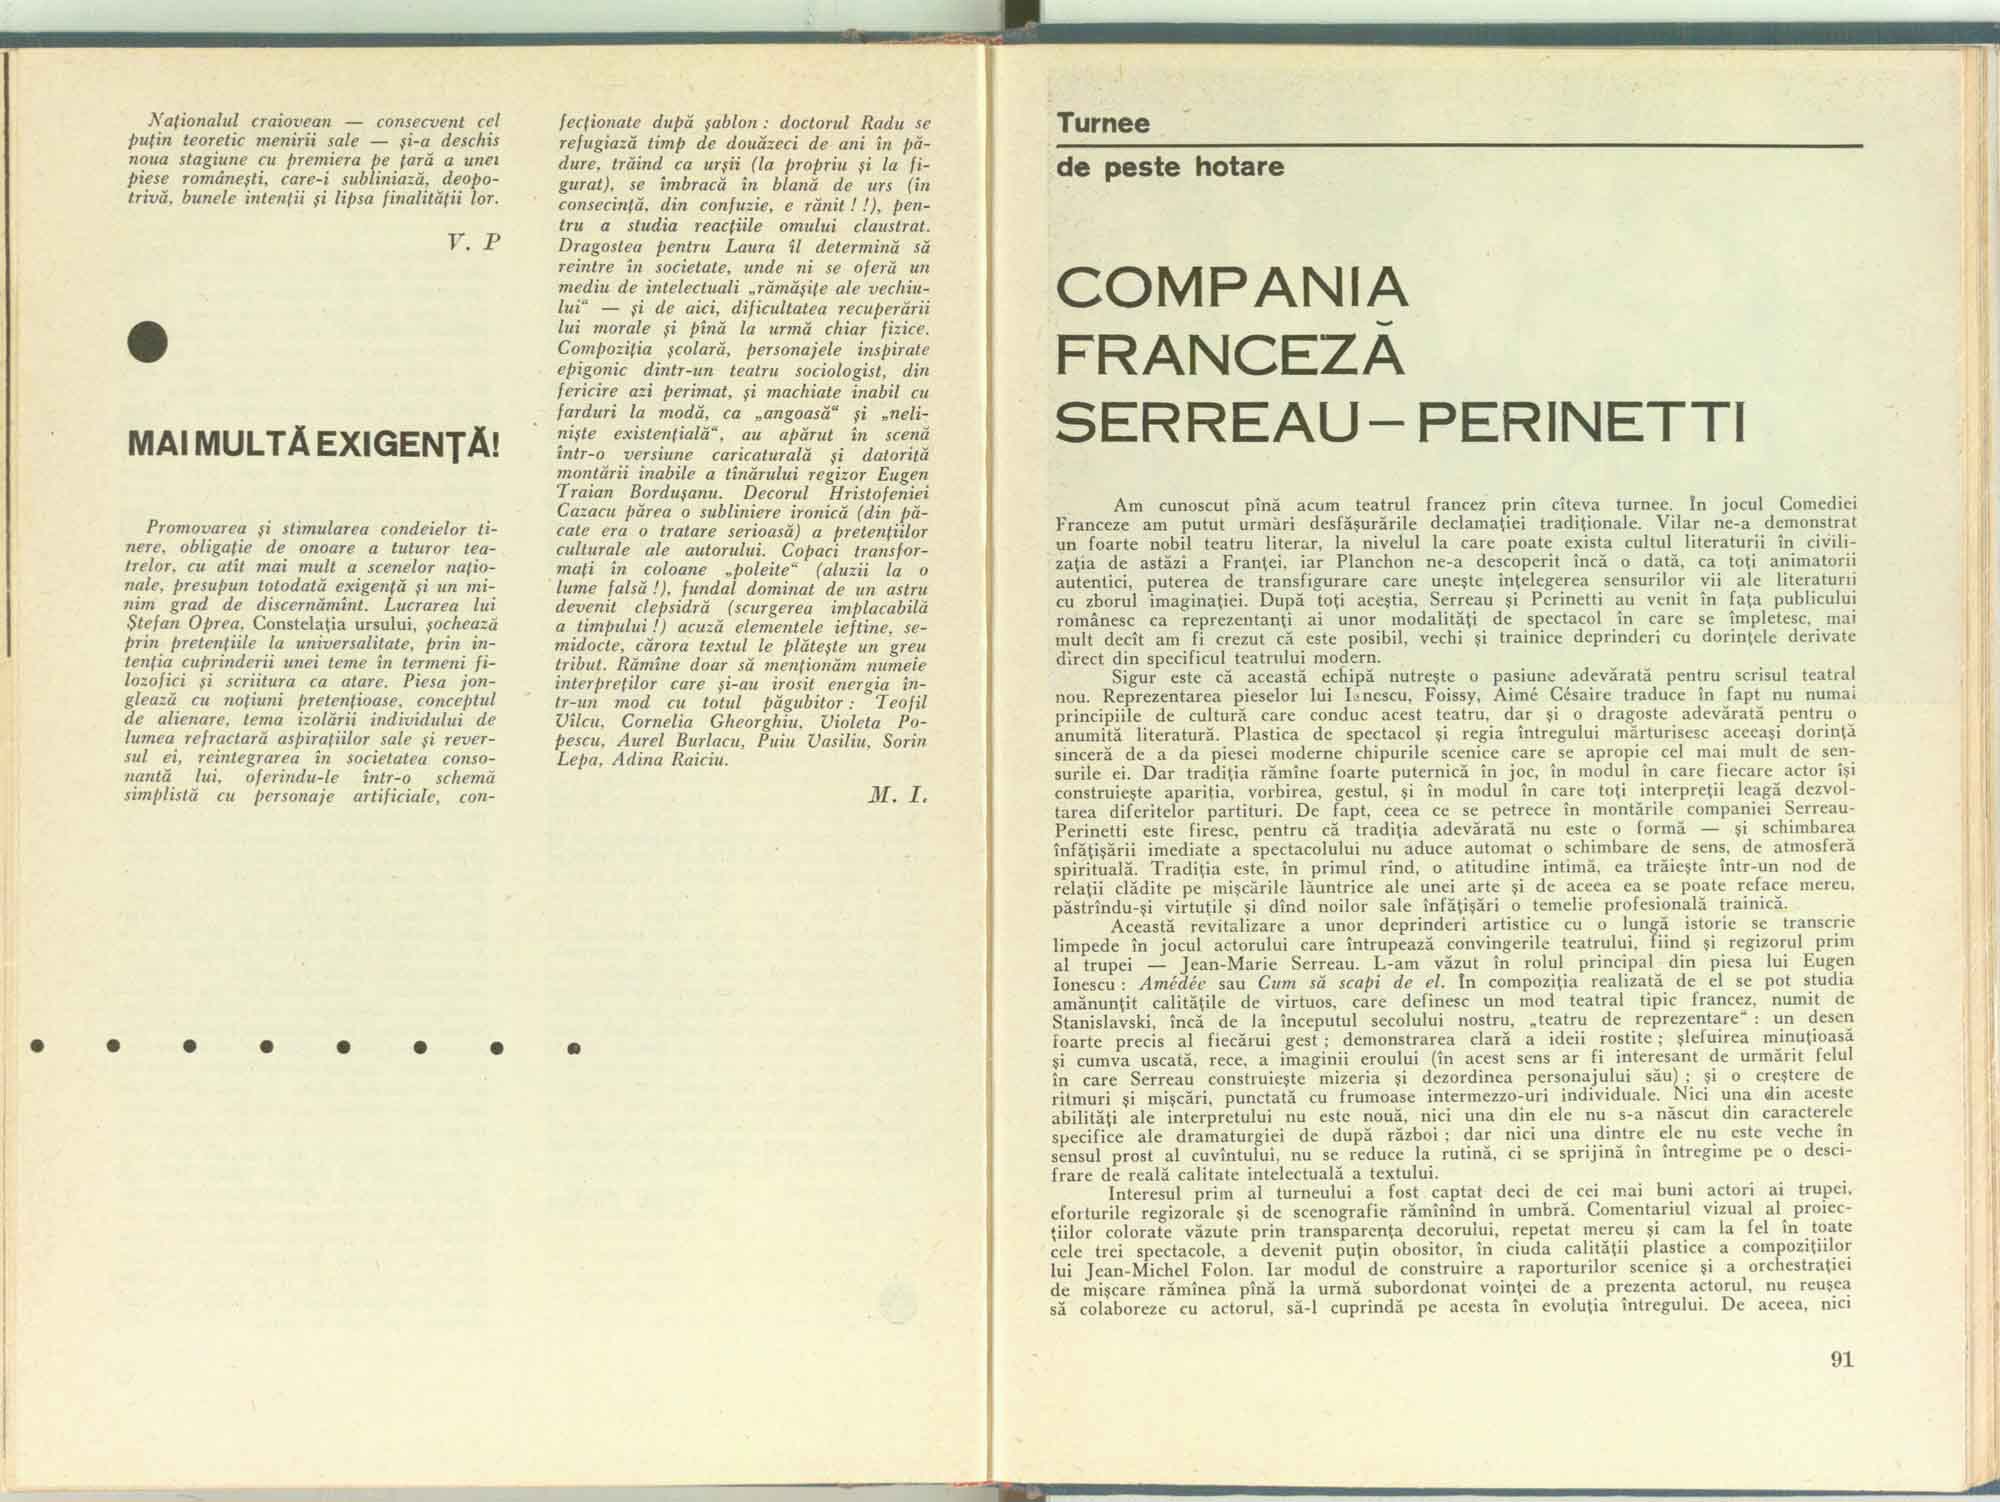 Naționalul craiovean — consecvent cel
puțin teoretic menirii sale — și-a deschis
noua stagiune cu premiera pe țară a unei
piese românești, care-i subliniază, deopo-
trivă, bunele intenții și lipsa finalității lor.
V. P
MAI MULTĂ EXIGENȚĂ!
Promovarea și stimularea condeielor ti-
nere, obligație de onoare a tuturor tea-
trelor, cu atît mai mult a scenelor națio-
nale, presupun totodată exigență și un mi-
nim grad de discernămînt. Lucrarea lui
Ștefan Oprea, Constelația ursului, șochează
prin pretențiile la universalitate, prin in-
tenția cuprinderii unei teme în termeni fi-
lozofici și scriitura ca atare. Piesa jon-
glează cu noțiuni pretențioase, conceptul
de alienare, tema izolării individului de
lumea refractară aspirațiilor sale și rever-
sul ei, reintegrarea în societatea conso-
nantă lui, oferindu-le într-o schemă
simplistă cu personaje artificiale, con-
fecționate după șablon : doctorul Radu se
refugiază timp de douăzeci de ani în pă-
dure, trăind ca urșii (la propriu și la fi-
gurat), se îmbracă în blană de urs (în
consecință, din confuzie, e rănit ! !), pen-
tru a studia reacțiile omului claustrat.
Dragostea pentru Laura îl determină să
reintre în societate, unde ni se oferă un
mediu de intelectuali „rămășițe ale vechiu-
lui“ — și de aici, dificultatea recuperării
lui morale și pînă la urmă chiar fizice.
Compoziția școlară, personajele inspirate
epigonic dintr-un teatru sociologist, din
fericire azi perimat, și machiate inabil cu
farduri la modă, ca „angoasă“ și „neli-
niște existențială“, au apărut în scenă
într-o versiune caricaturală și datorită
montării inabile a tînărului regizor Eugen
Traian Bordușanu. Decorul Hristofeniei
Cazacu părea o subliniere ironică (din pă-
cate era o tratare serioasă) a pretențiilor
culturale ale autorului. Copaci transfor-
mați în coloane „poleite“ (aluzii la o
lume falsă !), fundal dominat de un astru
devenit clepsidră (scurgerea implacabilă
a timpului !) acuză elementele ieftine, se-
midocte, cărora textul le plătește un greu
tribut. Rămîne doar să menționăm numele
interpreților care și-au irosit energia în-
tr-un mod cu totul păgubitor : Teofil
Vîlcu, Cornelia Gheorghiu, Violeta Po-
pescu, Aurel Burlacu, Puiu Vasiliu, Sorin
Lepa, Adina Raiciu.
M. I.
Turnee
de peste hotare
COMPANIA
FRANCEZĂ
SERREAU – PERINETTI
Am cunoscut pînă acum teatrul francez prin cîteva turnee. În jocul Comediei
Franceze am putut urmări desfășurările declamației tradiționale. Vilar ne-a demonstrat
un foarte nobil teatru literar, la nivelul la care poate exista cultul literaturii în civili-
zația de astăzi a Franței, iar Planchon ne-a descoperit încă o dată, ca toți animatorii
autentici, puterea de transfigurare care unește înțelegerea sensurilor vii ale literaturii
cu zborul imaginației. După toți aceștia, Serreau și Perinetti au venit în fața publicului
românesc ca reprezentanți ai unor modalități de spectacol în care se împletesc, mai
mult decît am fi crezut că este posibil, vechi și trainice deprinderi cu dorințele derivate
direct din specificul teatrului modern.
Sigur este că această echipă nutrește o pasiune adevărată pentru scrisul teatral
nou. Reprezentarea pieselor lui Ionescu, Foissy, Aimé Césaire traduce în fapt nu numai
principiile de cultură care conduc acest teatru, dar și o dragoste adevărată pentru o
anumită literatură. Plastica de spectacol și regia întregului mărturisesc aceeași dorință
sinceră de a da piesei moderne chipurile scenice care se apropie cel mai mult de sen-
surile ei. Dar tradiția rămîne foarte puternică în joc, în modul în care fiecare actor își
construiește apariția, vorbirea, gestul, și în modul în care toți interpreții leagă dezvol-
tarea diferitelor partituri. De fapt, ceea ce se petrece în montările companiei Serreau-
Perinetti este firesc, pentru că tradiția adevărată nu este o formă — și schimbarea
înfățișării imediate a spectacolului nu aduce automat o schimbare de sens, de atmosferă
spirituală. Tradiția este, în primul rînd, o atitudine intimă, ea trăiește într-un nod de
relații clădite pe mișcările lăuntrice ale unei arte și de aceea ea se poate reface mereu,
păstrîndu-și virtuțile și dînd noilor sale înfățișări o temelie profesională trainică.
Această revitalizare a unor deprinderi artistice cu o lungă istorie se transcrie
limpede în jocul actorului care întrupează convingerile teatrului, fiind și regizorul prim
al trupei — Jean-Marie Serreau. L-am văzut în rolul principal din piesa lui Eugen
Ionescu : Amédée sau Cum să scapi de el. În compoziția realizată de el se pot studia
amănunțit calitățile de virtuos, care definesc un mod teatral tipic francez, numit de
Stanislavski, încă de la începutul secolului nostru, „teatru de reprezentare“ : un desen
foarte precis al fiecărui gest ; demonstrarea clară a ideii rostite ; șlefuirea minuțioasă
și cumva uscată, rece, a imaginii eroului (în acest sens ar fi interesant de urmărit felul
în care Serreau construiește mizeria și dezordinea personajului său) ; și o creștere de
ritmuri și mișcări, punctată cu frumoase intermezzo-uri individuale. Nici una din aceste
abilități ale interpretului nu este nouă, nici una din ele nu s-a născut din caracterele
specifice ale dramaturgiei de după război ; dar nici una dintre ele nu este veche în
sensul prost al cuvîntului, nu se reduce la rutină, ci se sprijină în întregime pe o desci-
frare de reală calitate intelectuală a textului.
Interesul prim al turneului a fost captat deci de cei mai buni actori ai trupei,
eforturile regizorale și de scenografie rămînînd în umbră. Comentariul vizual al proiec-
țiilor colorate văzute prin transparența decorului, repetat mereu și cam la fel în toate
cele trei spectacole, a devenit puțin obositor, în ciuda calității plastice a compozițiilor
lui Jean-Michel Folon. Iar modul de construire a raporturilor scenice și a orchestrației
de mișcare rămînea pînă la urmă subordonat voinței de a prezenta actorul, nu reușea
să colaboreze cu actorul, să-l cuprindă pe acesta în evoluția întregului. De aceea, nici
91